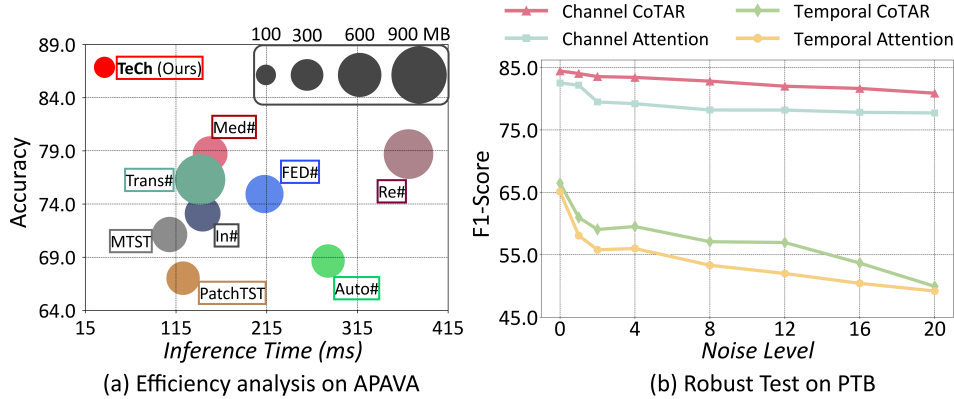 100 300 600 900 MB
89.0
TeCh (Ours)
84.0
Med#
79.0
FED#
Trans#
Re#
74.0
In#
MTST
69.0
PatchTST
Auto#
64.0
Accuracy
15 115 215 315 415
Inference Time (ms)
(a) Efficiency analysis on APAVA
Channel CoTAR
Temporal CoTAR
Channel Attention
Temporal Attention
85.0
75.0
65.0
55.0
45.0
F1-Score
0 4 8 12 16 20
Noise Level
(b) Robust Test on PTB